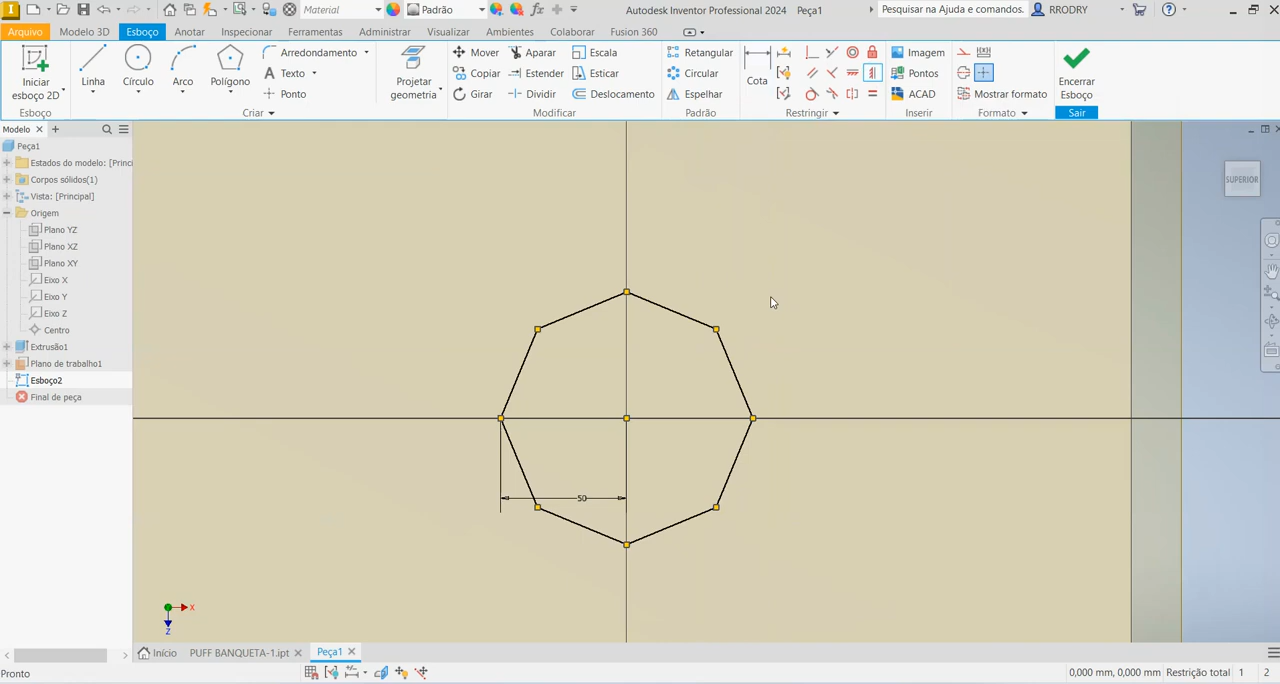 Material
Padrão
Autodesk Inventor Professional 2024 Peça1
Pesquisar na Ajuda e comandos.
RRODRY
Arquivo Modelo 3D Esboço Anotar Inspecionar Ferramentas Administrar Visualizar Ambientes Colaborar Fusion 360
Iniciar
esboço 2D
Esboço
Linha
Círculo
Arco
Polígono
Arredondamento
Texto
Ponto
Criar
Projetar
geometria
Mover
Copiar
Girar
Aparar
Estender
Dividir
Escala
Esticar
Deslocamento
Modificar
Retangular
Circular
Espelhar
Padrão
Cota
Restringir
Imagem
Pontos
ACAD
Inserir
Mostrar formato
Formato
Encerrar
Esboço
Sair
Modelo
Peça1
Estados do modelo: [Princi
Corpos sólidos(1)
Vista: [Principal]
Origem
Plano YZ
Plano XZ
Plano XY
Eixo X
Eixo Y
Eixo Z
Centro
Extrusão1
Plano de trabalho1
Esboço2
Final de peça
SUPERIOR
50
X
Z
Início PUFF BANQUETA-1.ipt Peça1
Pronto
0,000 mm, 0,000 mm Restrição total 1 2